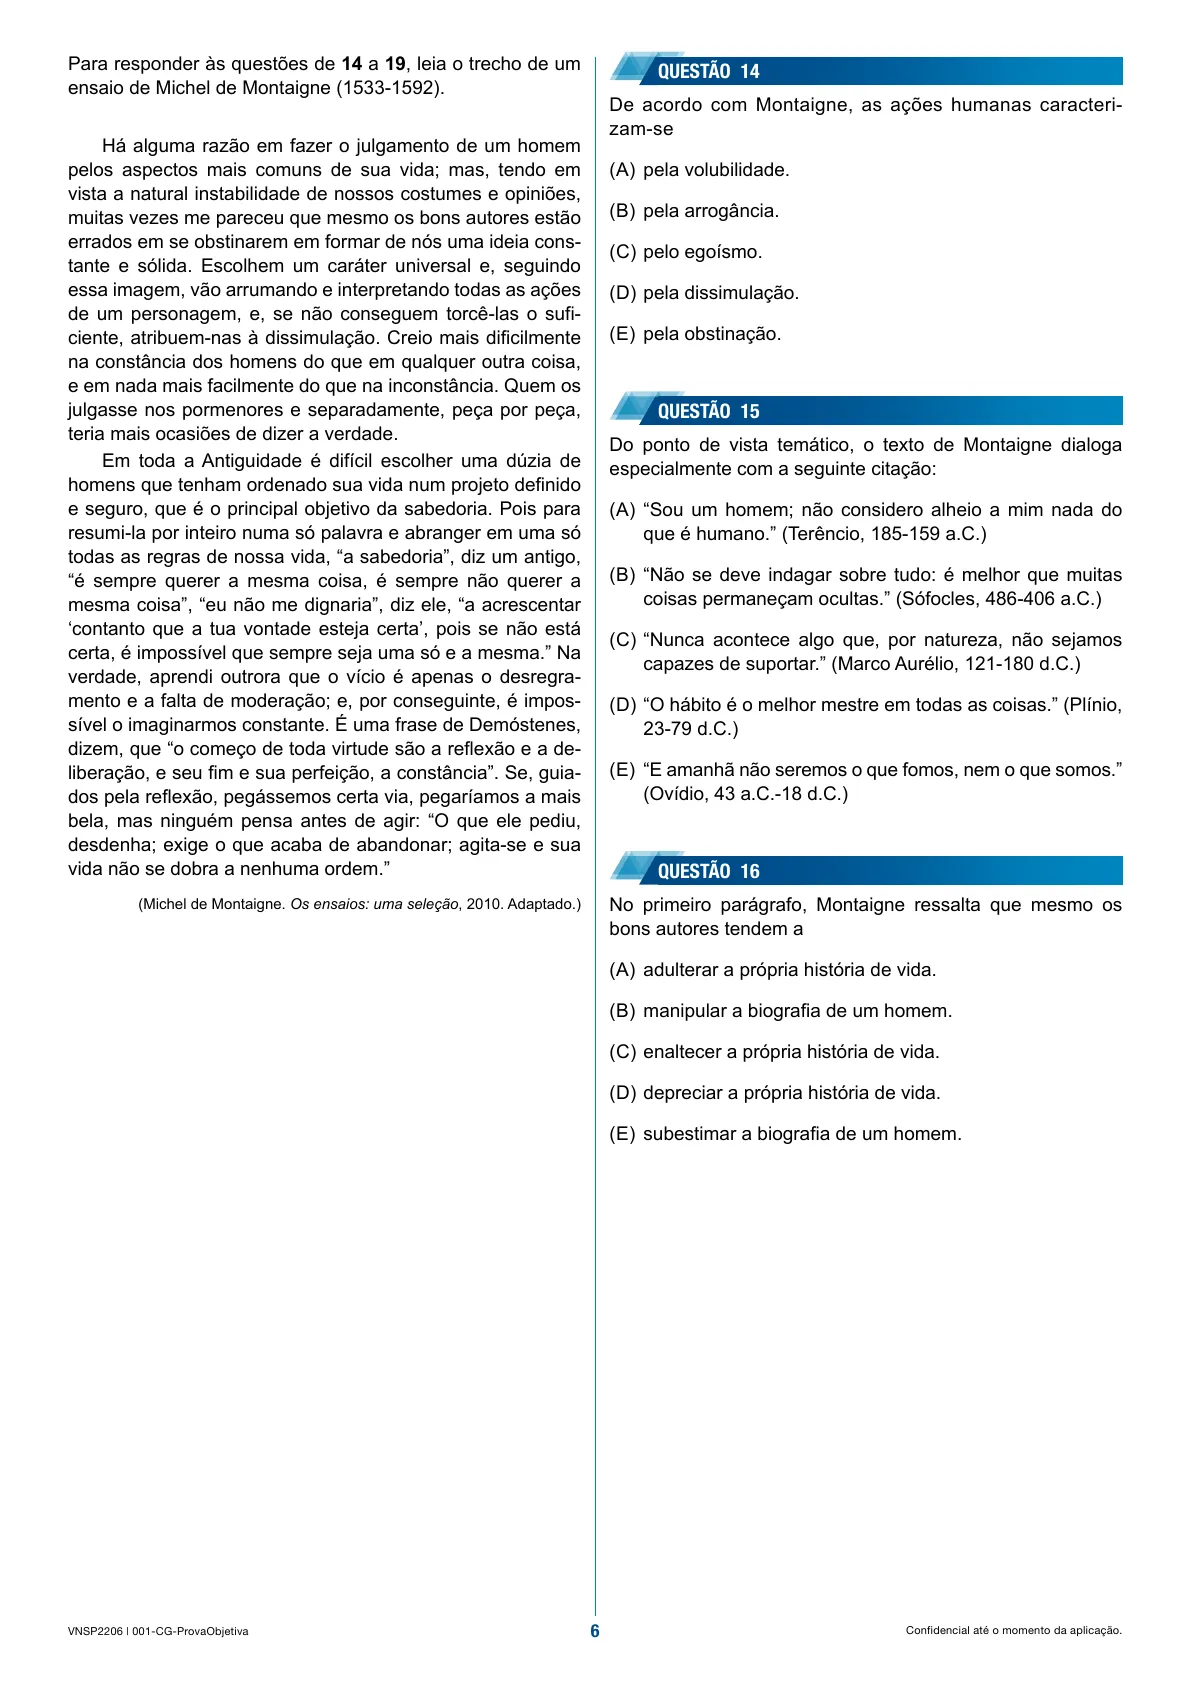 Para responder às questões de 14 a 19, leia o trecho de um
ensaio de Michel de Montaigne (1533-1592).
Há alguma razão em fazer o julgamento de um homem
pelos aspectos mais comuns de sua vida; mas, tendo em
vista a natural instabilidade de nossos costumes e opiniões,
muitas vezes me pareceu que mesmo os bons autores estão
errados em se obstinarem em formar de nós uma ideia cons-
tante e sólida. Escolhem um caráter universal e, seguindo
essa imagem, vão arrumando e interpretando todas as ações
de um personagem, e, se não conseguem torcê-las o sufi-
ciente, atribuem-nas à dissimulação. Creio mais dificilmente
na constância dos homens do que em qualquer outra coisa,
e em nada mais facilmente do que na inconstância. Quem os
julgasse nos pormenores e separadamente, peça por peça,
teria mais ocasiões de dizer a verdade.
Em toda a Antiguidade é difícil escolher uma dúzia de
homens que tenham ordenado sua vida num projeto definido
e seguro, que é o principal objetivo da sabedoria. Pois para
resumi-la por inteiro numa só palavra e abranger em uma só
todas as regras de nossa vida, “a sabedoria”, diz um antigo,
“é sempre querer a mesma coisa, é sempre não querer a
mesma coisa”, “eu não me dignaria”, diz ele, “a acrescentar
‘contanto que a tua vontade esteja certa’, pois se não está
certa, é impossível que sempre seja uma só e a mesma.” Na
verdade, aprendi outrora que o vício é apenas o desregra-
mento e a falta de moderação; e, por conseguinte, é impos-
sível o imaginarmos constante. É uma frase de Demóstenes,
dizem, que “o começo de toda virtude são a reflexão e a de-
liberação, e seu fim e sua perfeição, a constância”. Se, guia-
dos pela reflexão, pegássemos certa via, pegaríamos a mais
bela, mas ninguém pensa antes de agir: “O que ele pediu,
desdenha; exige o que acaba de abandonar; agita-se e sua
vida não se dobra a nenhuma ordem.”
(Michel de Montaigne. Os ensaios: uma seleção, 2010. Adaptado.)
QUESTÃO 14
De acordo com Montaigne, as ações humanas caracteri-
zam-se
(A) pela volubilidade.
(B) pela arrogância.
(C) pelo egoísmo.
(D) pela dissimulação.
(E) pela obstinação.
QUESTÃO 15
Do ponto de vista temático, o texto de Montaigne dialoga
especialmente com a seguinte citação:
(A) “Sou um homem; não considero alheio a mim nada do
que é humano.” (Terêncio, 185-159 a.C.)
(B) “Não se deve indagar sobre tudo: é melhor que muitas
coisas permaneçam ocultas.” (Sófocles, 486-406 a.C.)
(C) “Nunca acontece algo que, por natureza, não sejamos
capazes de suportar.” (Marco Aurélio, 121-180 d.C.)
(D) “O hábito é o melhor mestre em todas as coisas.” (Plínio,
23-79 d.C.)
(E) “E amanhã não seremos o que fomos, nem o que somos.”
(Ovídio, 43 a.C.-18 d.C.)
QUESTÃO 16
No primeiro parágrafo, Montaigne ressalta que mesmo os
bons autores tendem a
(A) adulterar a própria história de vida.
(B) manipular a biografia de um homem.
(C) enaltecer a própria história de vida.
(D) depreciar a própria história de vida.
(E) subestimar a biografia de um homem.
VNSP2206 | 001-CG-ProvaObjetiva
6
Confidencial até o momento da aplicação.